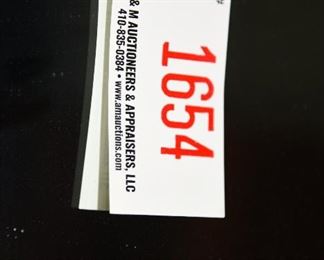 & M AUCTIONEERS & APPRAISERS, LLC
410-835-0384 • www.amauctions.com
#
1654